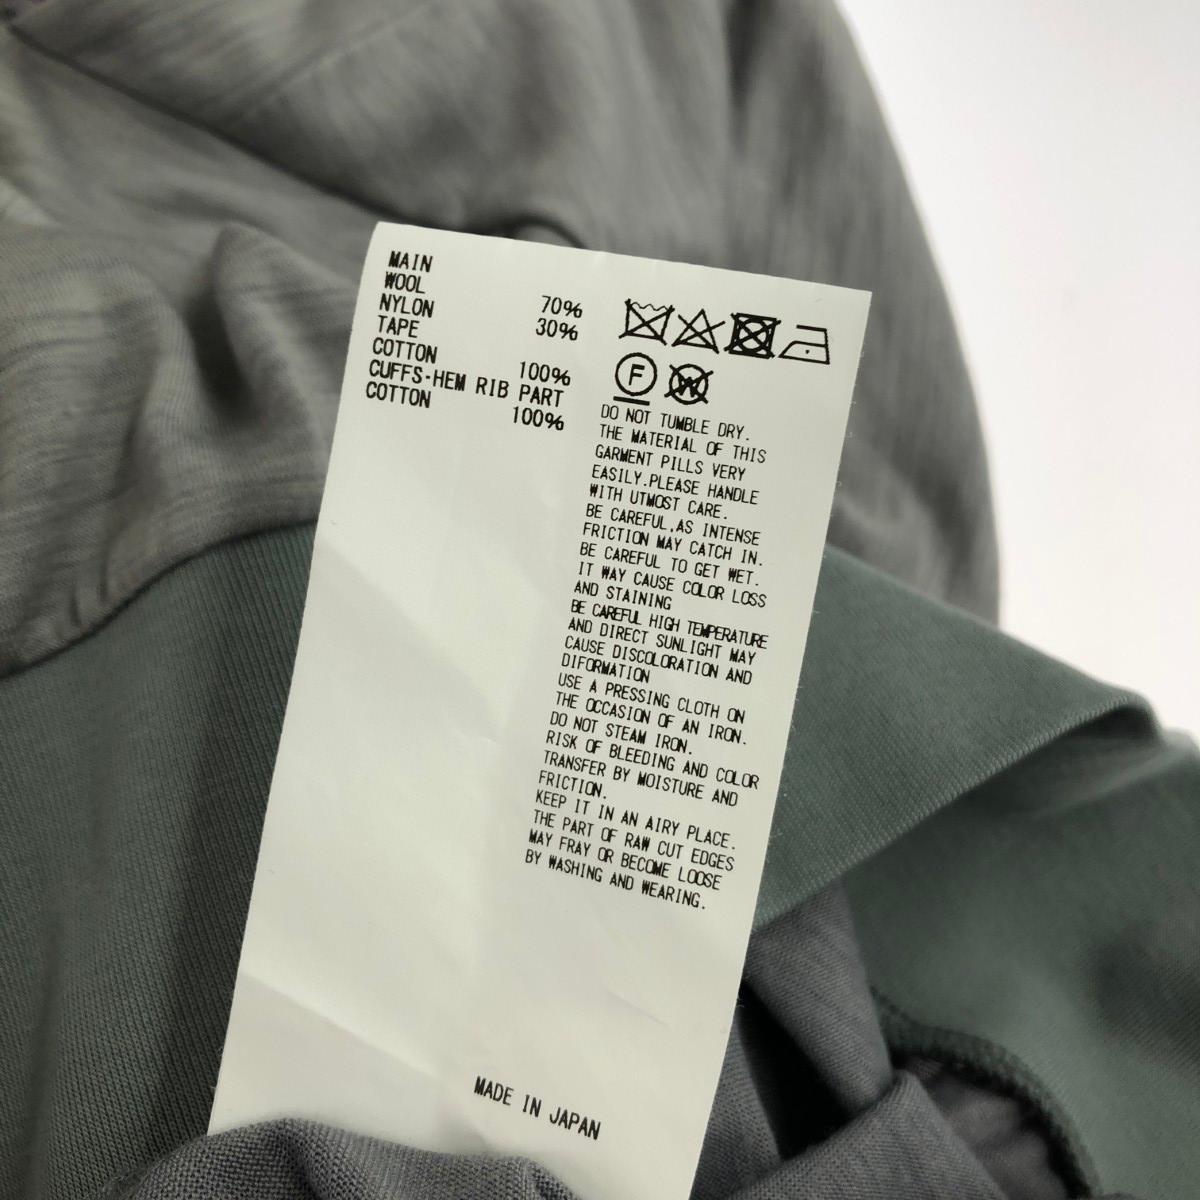 MAIN
WOOL 70%
NYLON 30%
TAPE
COTTON 100%
CUFFS·HEM RIB PART
COTTON 100%
F
W
DO NOT TUMBLE DRY.
THE MATERIAL OF THIS
GARMENT PILLS VERY
EASILY.PLEASE HANDLE
WITH UTMOST CARE.
BE CAREFUL,AS INTENSE
FRICTION MAY CATCH IN.
BE CAREFUL TO GET WET.
IT WAY CAUSE COLOR LOSS
AND STAINING
BE CAREFUL HIGH TEMPERATURE
AND DIRECT SUNLIGHT MAY
CAUSE DISCOLORATION AND
DIFORMATION
USE A PRESSING CLOTH ON
THE OCCASION OF AN IRON.
DO NOT STEAM IRON.
RISK OF BLEEDING AND COLOR
TRANSFER BY MOISTURE AND
FRICTION.
KEEP IT IN AN AIRY PLACE.
THE PART OF RAW CUT EDGES
MAY FRAY OR BECOME LOOSE
BY WASHING AND WEARING.
MADE IN JAPAN